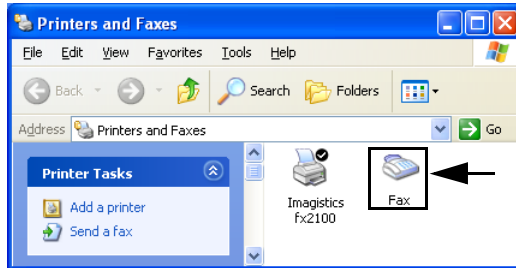 Printers and Faxes
File Edit View Favorites Tools Help
Back Search Folders
Address Printers and Faxes Go
Printer Tasks
Add a printer
Send a fax
Imagistics
fx2100
Fax